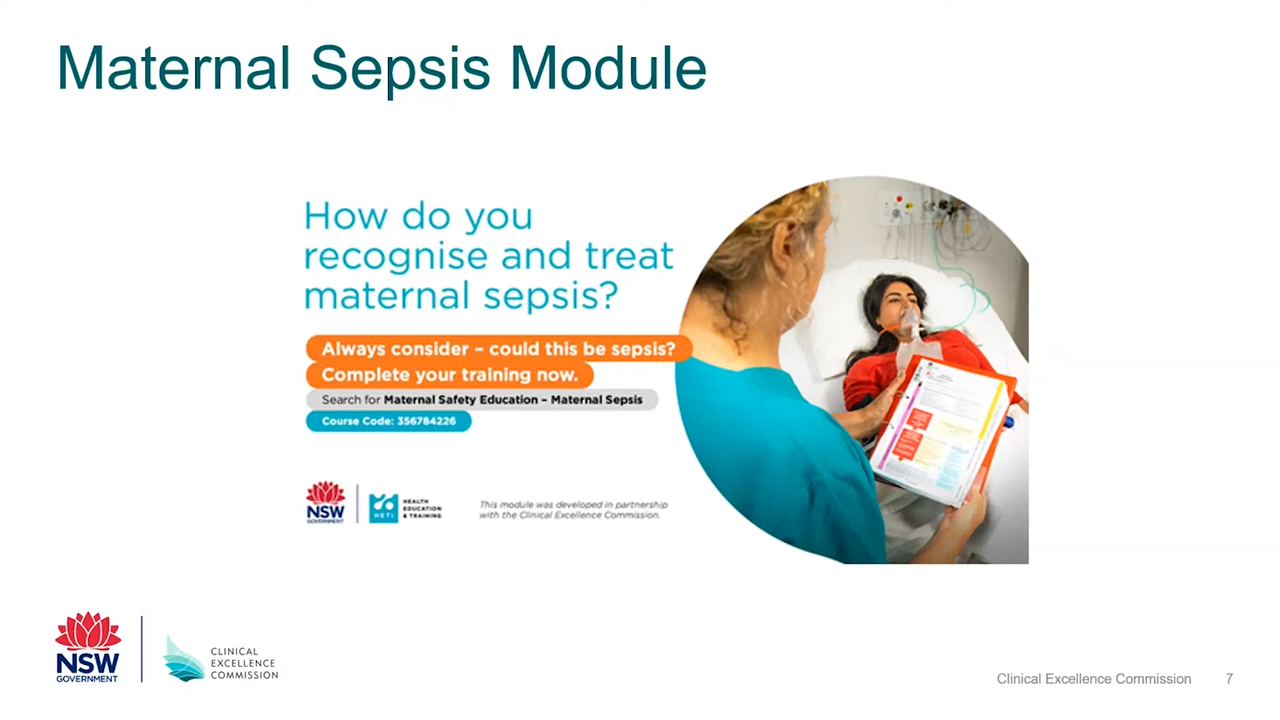 Maternal Sepsis Module
How do you
recognise and treat
maternal sepsis?
Always consider – could this be sepsis?
Complete your training now.
Search for Maternal Safety Education – Maternal Sepsis
Course Code: 356784226
NSW
GOVERNMENT
HETI
HEALTH
EDUCATION
& TRAINING
This module was developed in partnership
with the Clinical Excellence Commission.
NSW
GOVERNMENT
CLINICAL
EXCELLENCE
COMMISSION
Clinical Excellence Commission 7